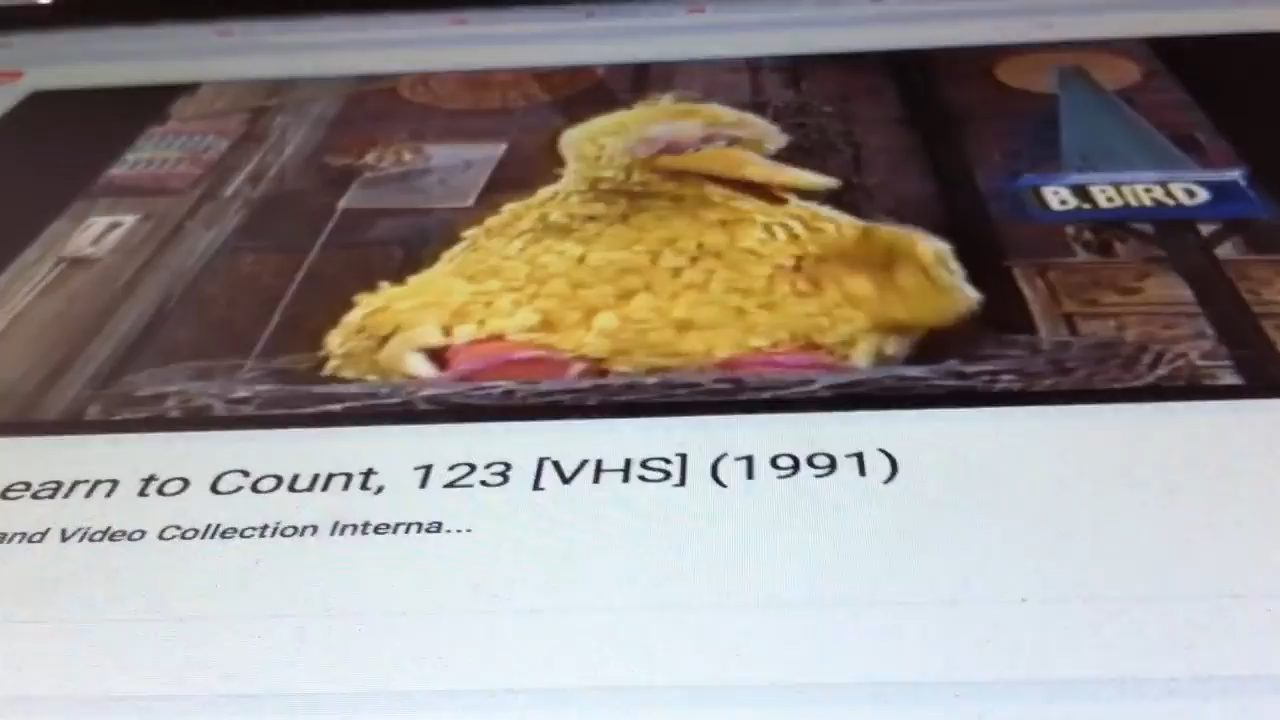 B.BIRD
earn to Count, 123 [VHS] (1991)
and Video Collection Interna...